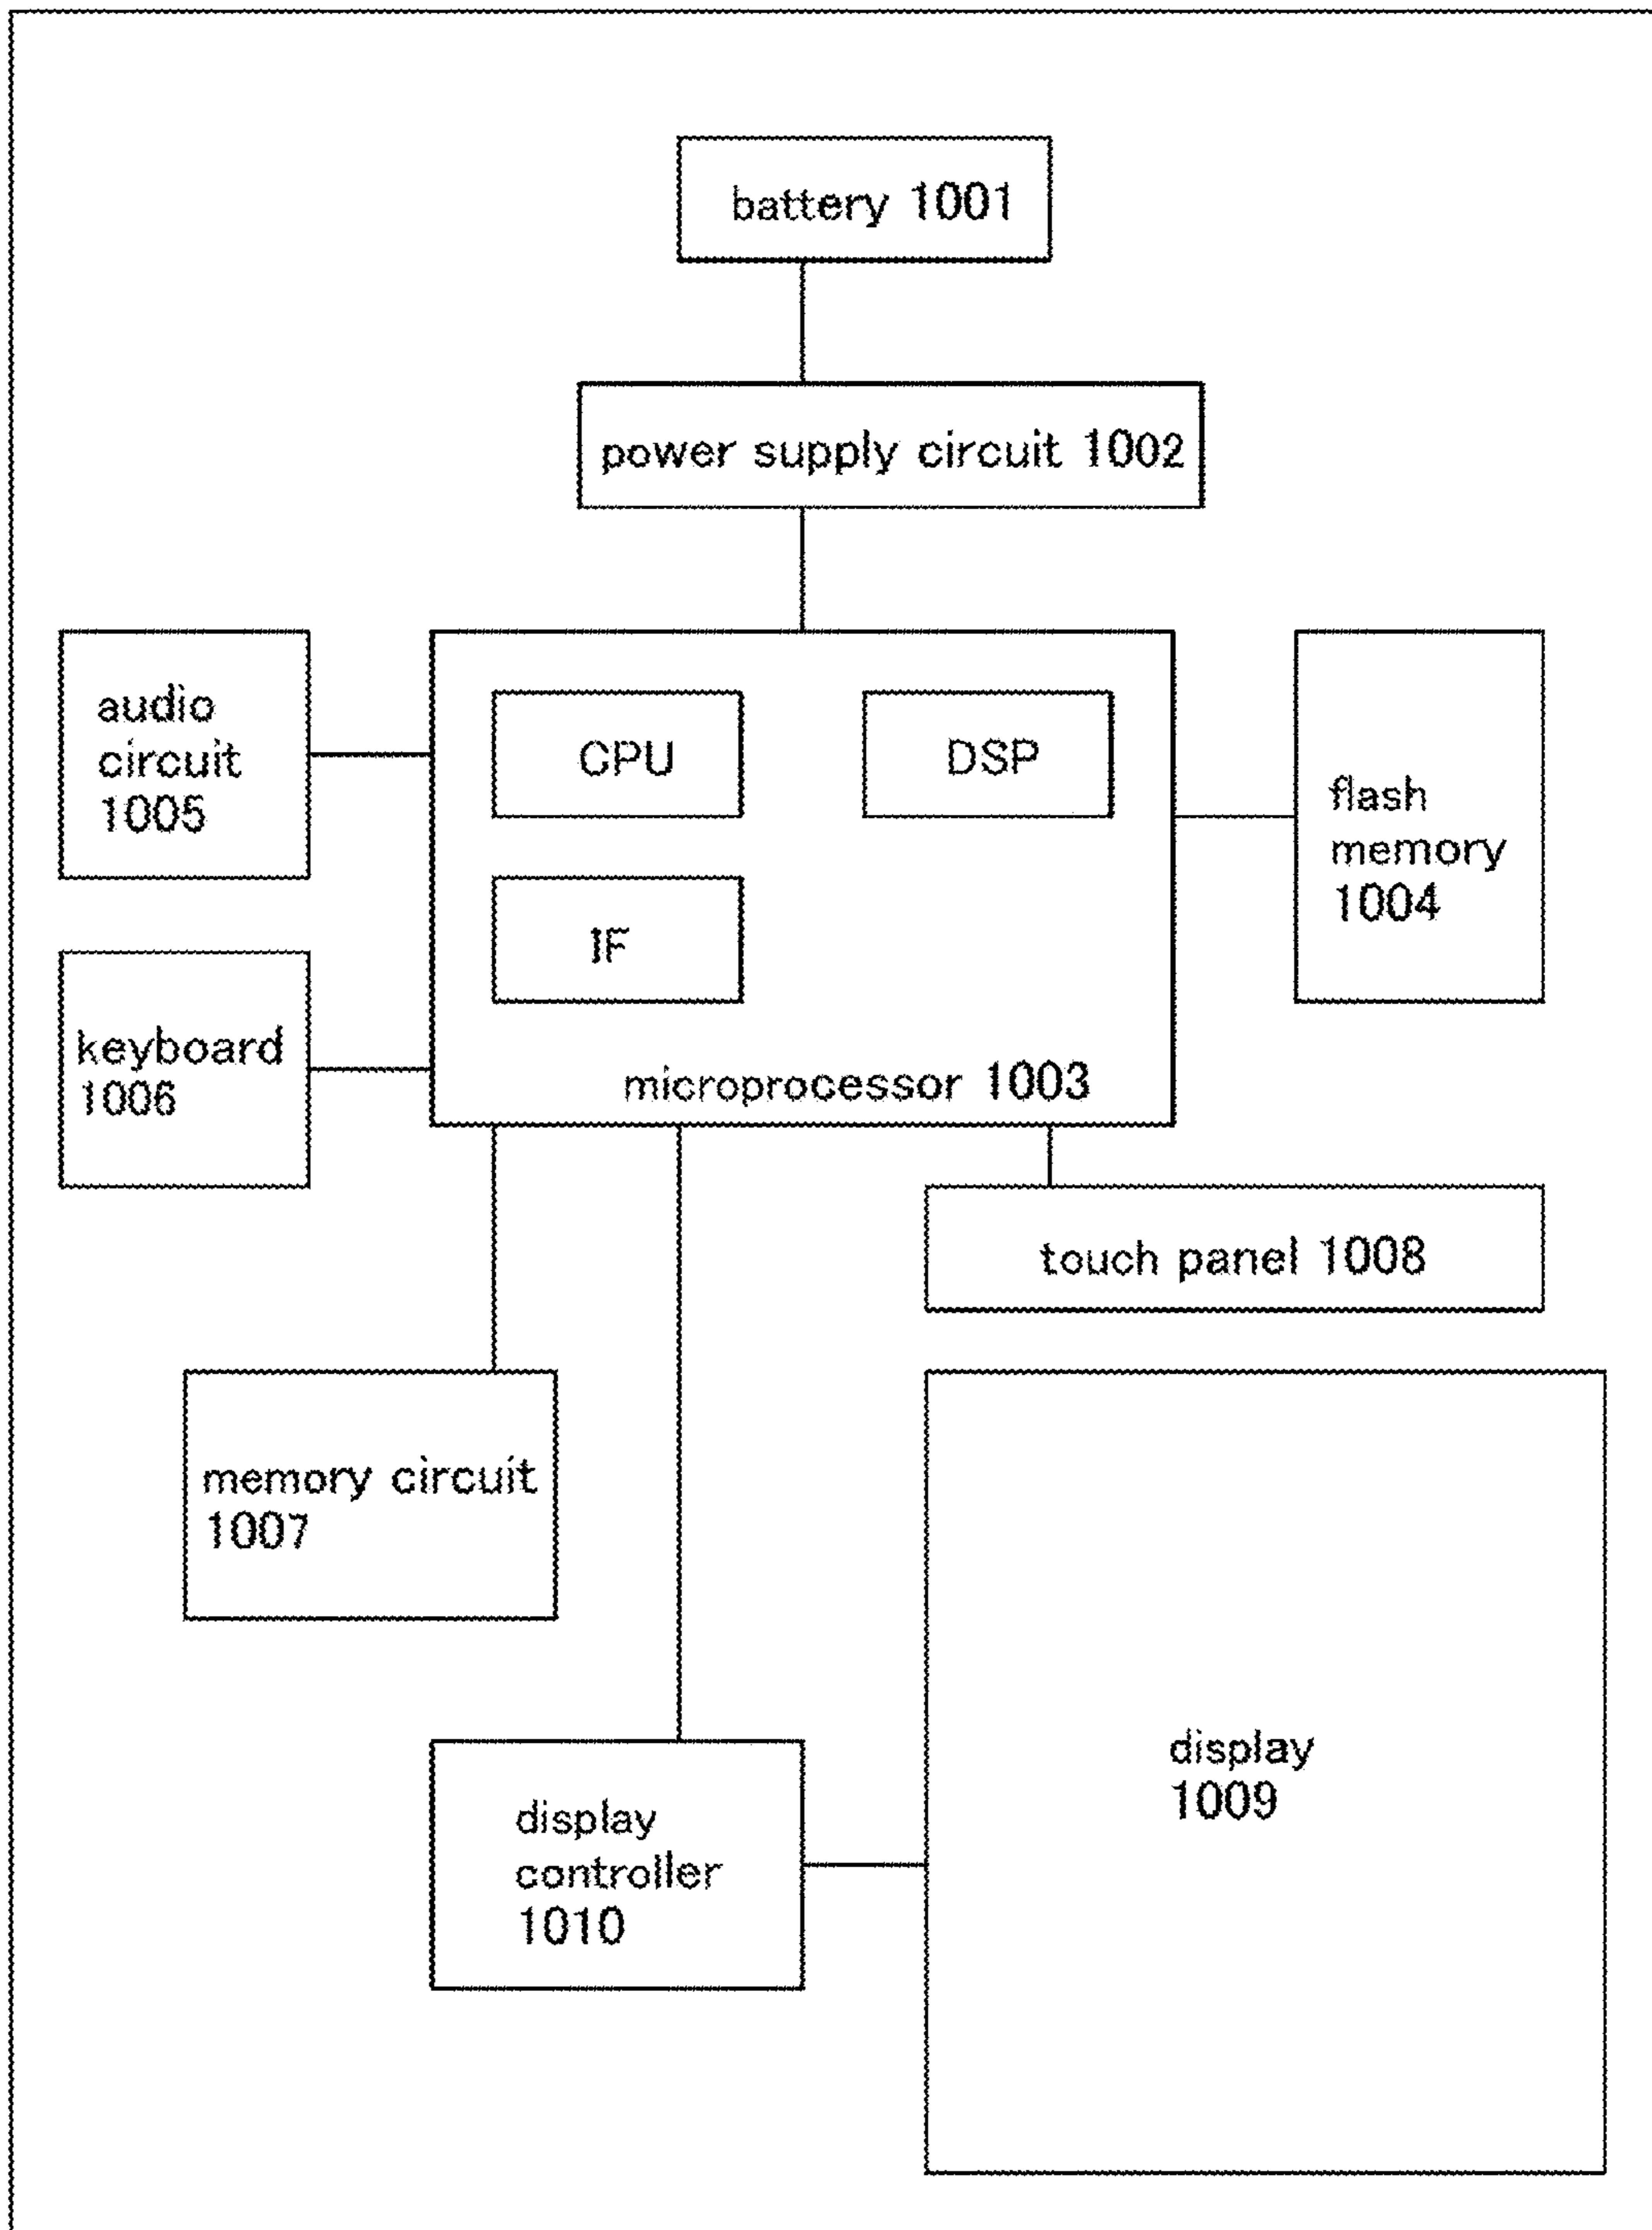 battery 1001
power supply circuit 1002
audio
circuit
1005
CPU
DSP
flash
memory
1004
IF
keyboard
1006
microprocessor 1003
touch panel 1008
memory circuit
1007
display
1009
display
controller
1010